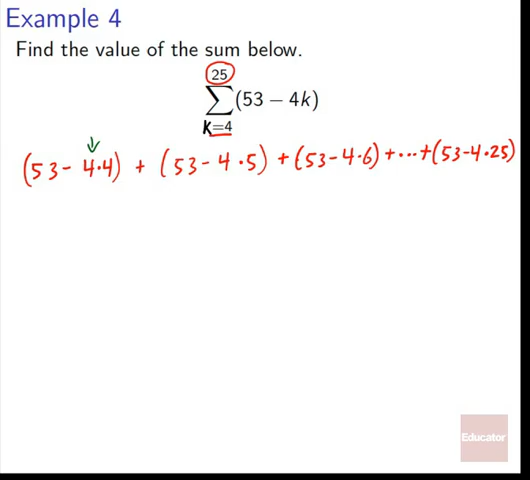 Example 4
Find the value of the sum below.
25
∑(53 − 4k)
K=4
(53 - 4·4) + (53 - 4·5) + (53 - 4·6) + ... + (53 - 4·25)
Educator